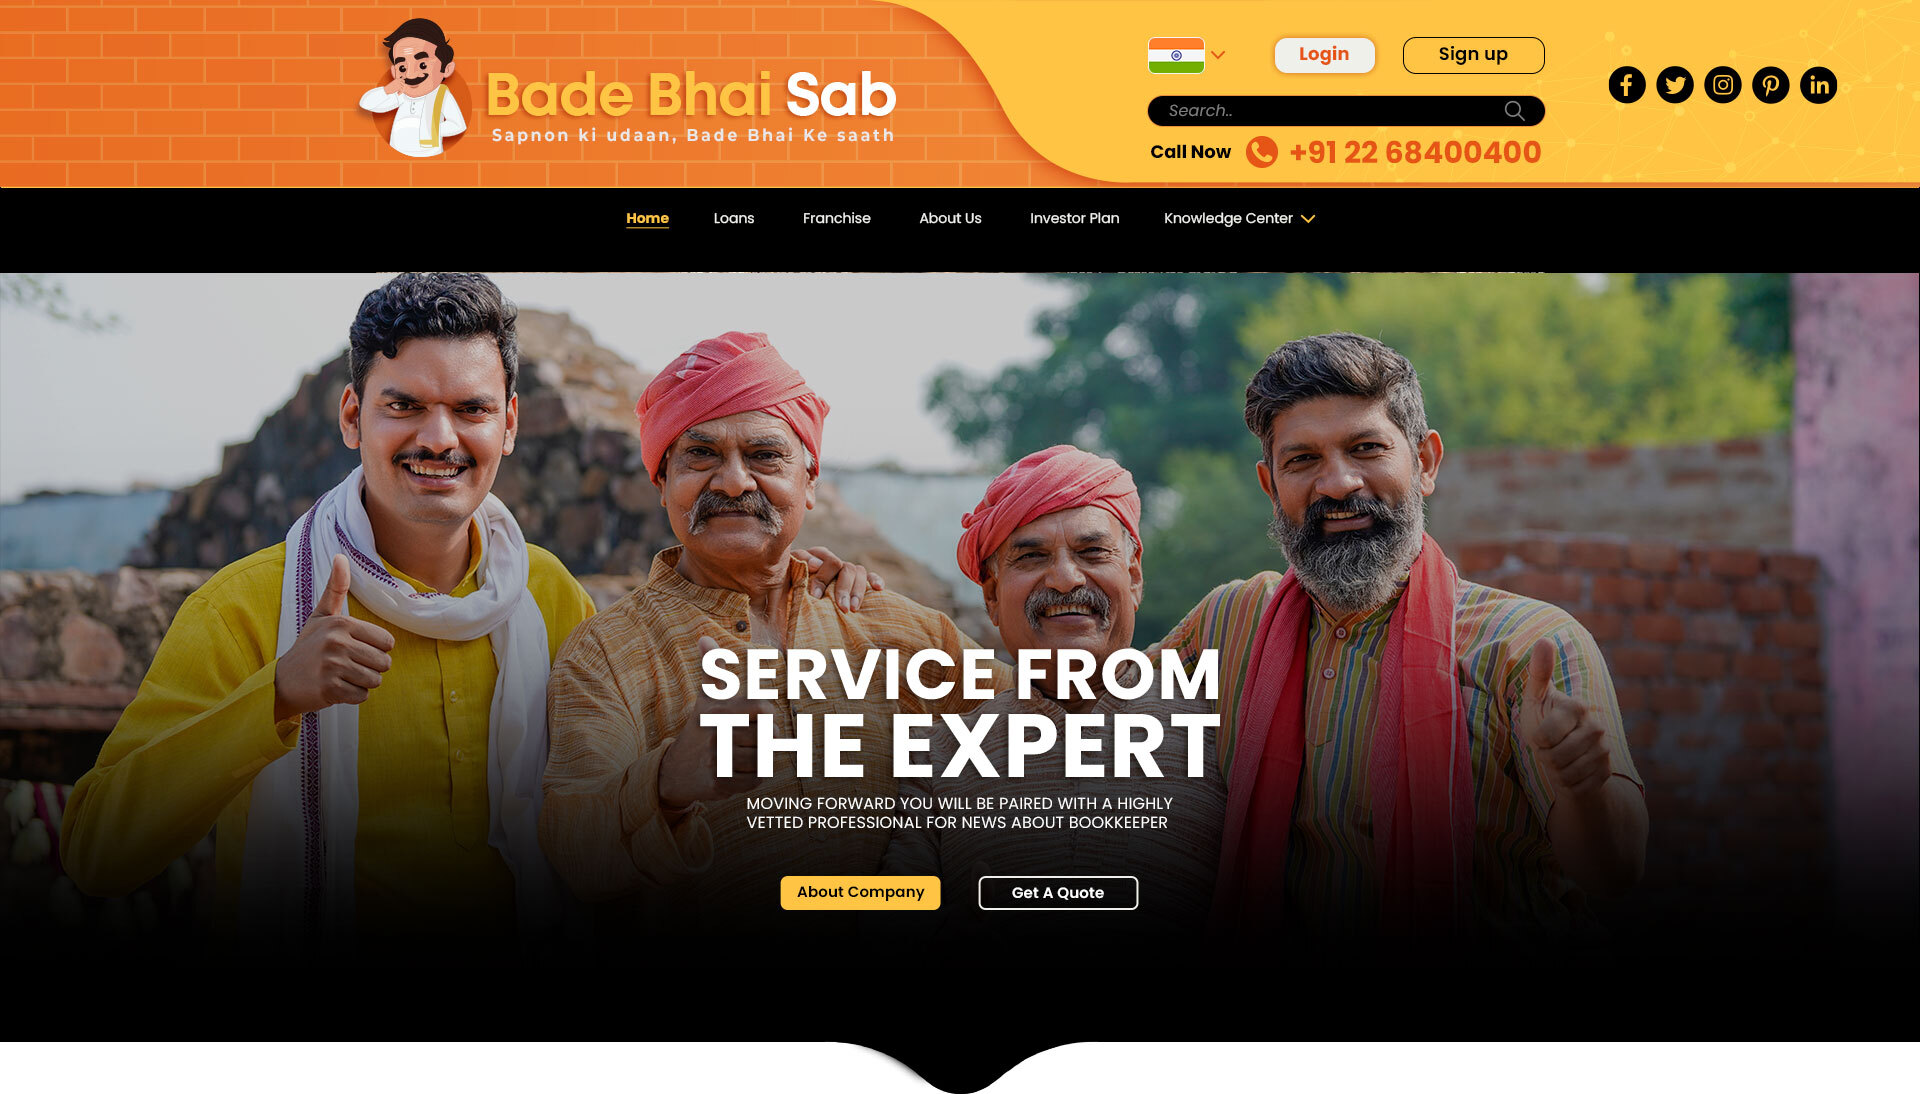 Bade Bhai Sab
Sapnon ki udaan, Bade Bhai Ke saath
Login
Sign up
Search..
Call Now +91 22 68400400
Home Loans Franchise About Us Investor Plan Knowledge Center
SERVICE FROM
THE EXPERT
MOVING FORWARD YOU WILL BE PAIRED WITH A HIGHLY
VETTED PROFESSIONAL FOR NEWS ABOUT BOOKKEEPER
About Company
Get A Quote